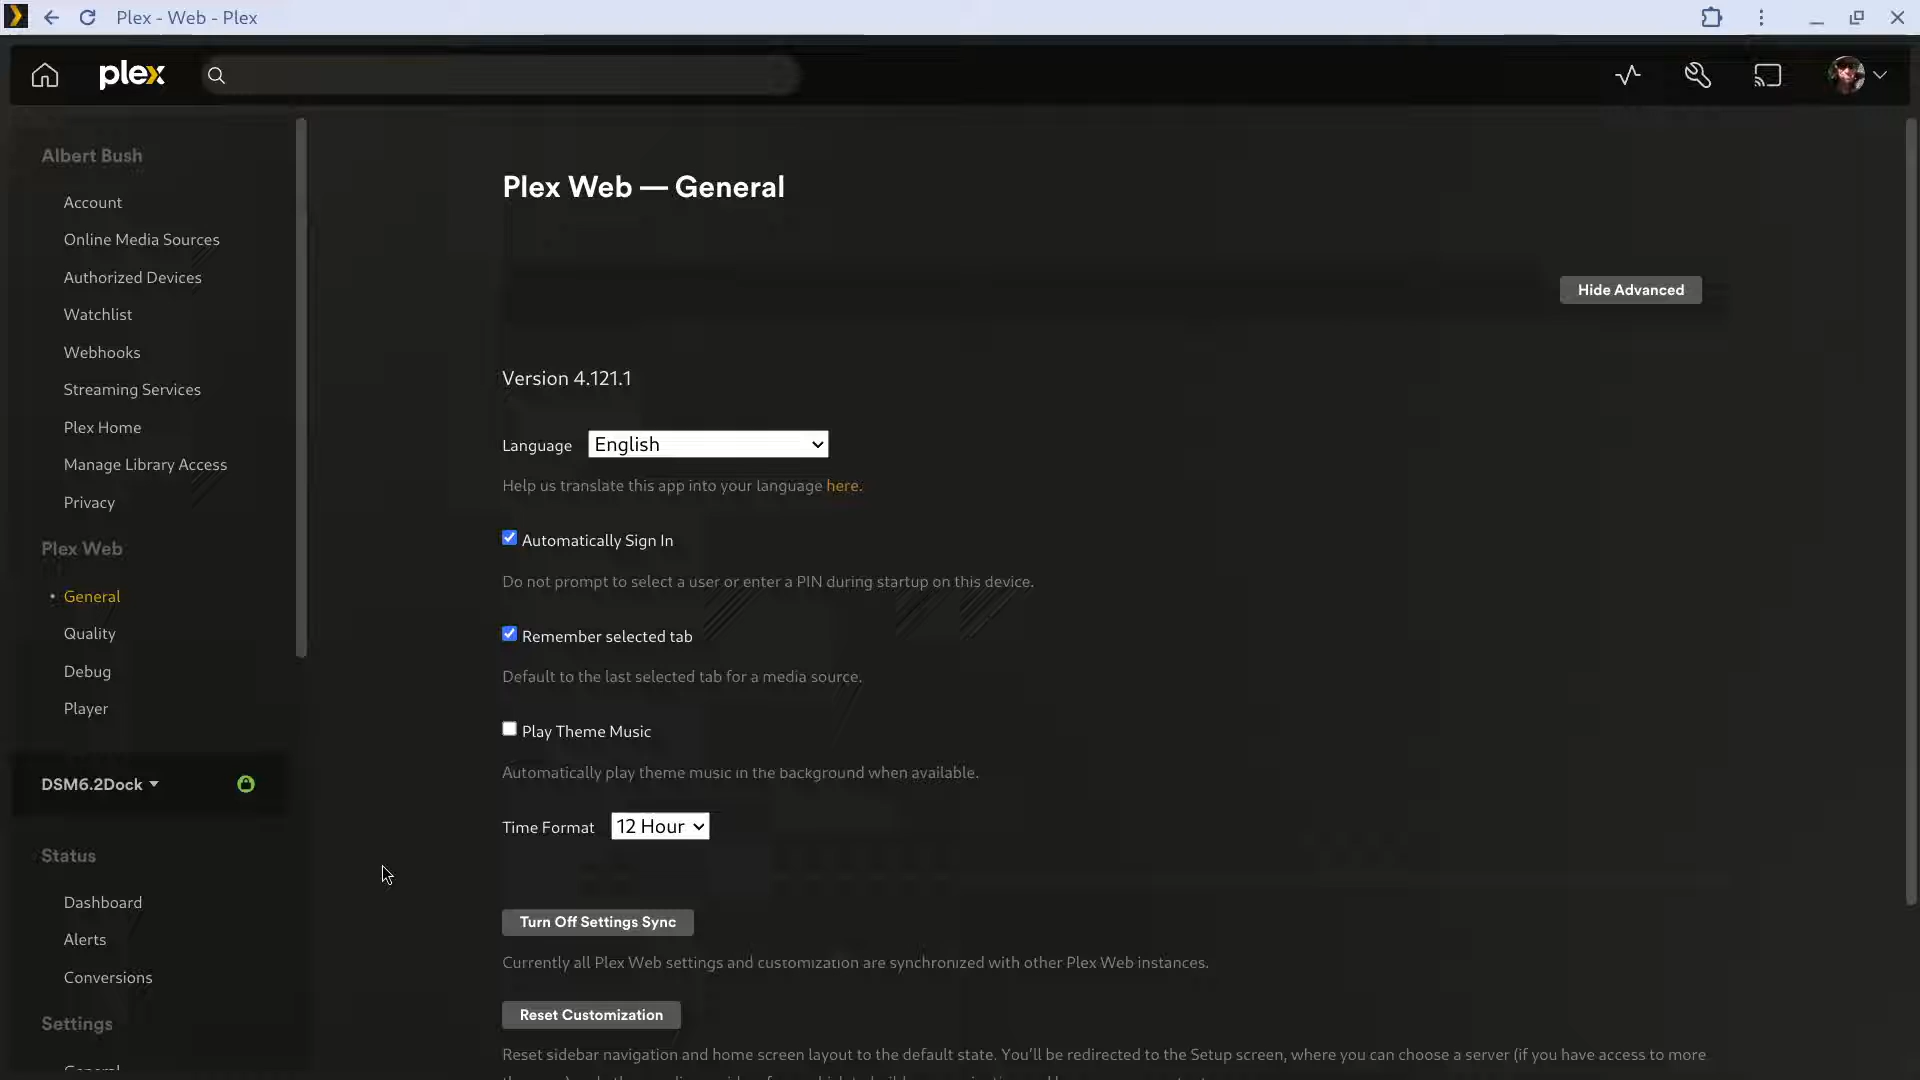 Plex - Web - Plex
plex
Albert Bush
Account
Online Media Sources
Authorized Devices
Watchlist
Webhooks
Streaming Services
Plex Home
Manage Library Access
Privacy
Plex Web
General
Quality
Debug
Player
DSM6.2Dock
Status
Dashboard
Alerts
Conversions
Settings
General
Plex Web — General
Hide Advanced
Version 4.121.1
Language English
Help us translate this app into your language here.
Automatically Sign In
Do not prompt to select a user or enter a PIN during startup on this device.
Remember selected tab
Default to the last selected tab for a media source.
Play Theme Music
Automatically play theme music in the background when available.
Time Format 12 Hour
Turn Off Settings Sync
Currently all Plex Web settings and customization are synchronized with other Plex Web instances.
Reset Customization
Reset sidebar navigation and home screen layout to the default state. You'll be redirected to the Setup screen, where you can choose a server (if you have access to more